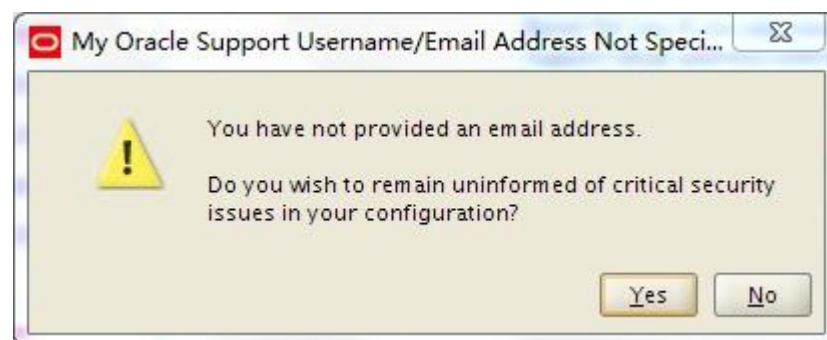 My Oracle Support Username/Email Address Not Speci...
You have not provided an email address.
Do you wish to remain uninformed of critical security
issues in your configuration?
Yes No